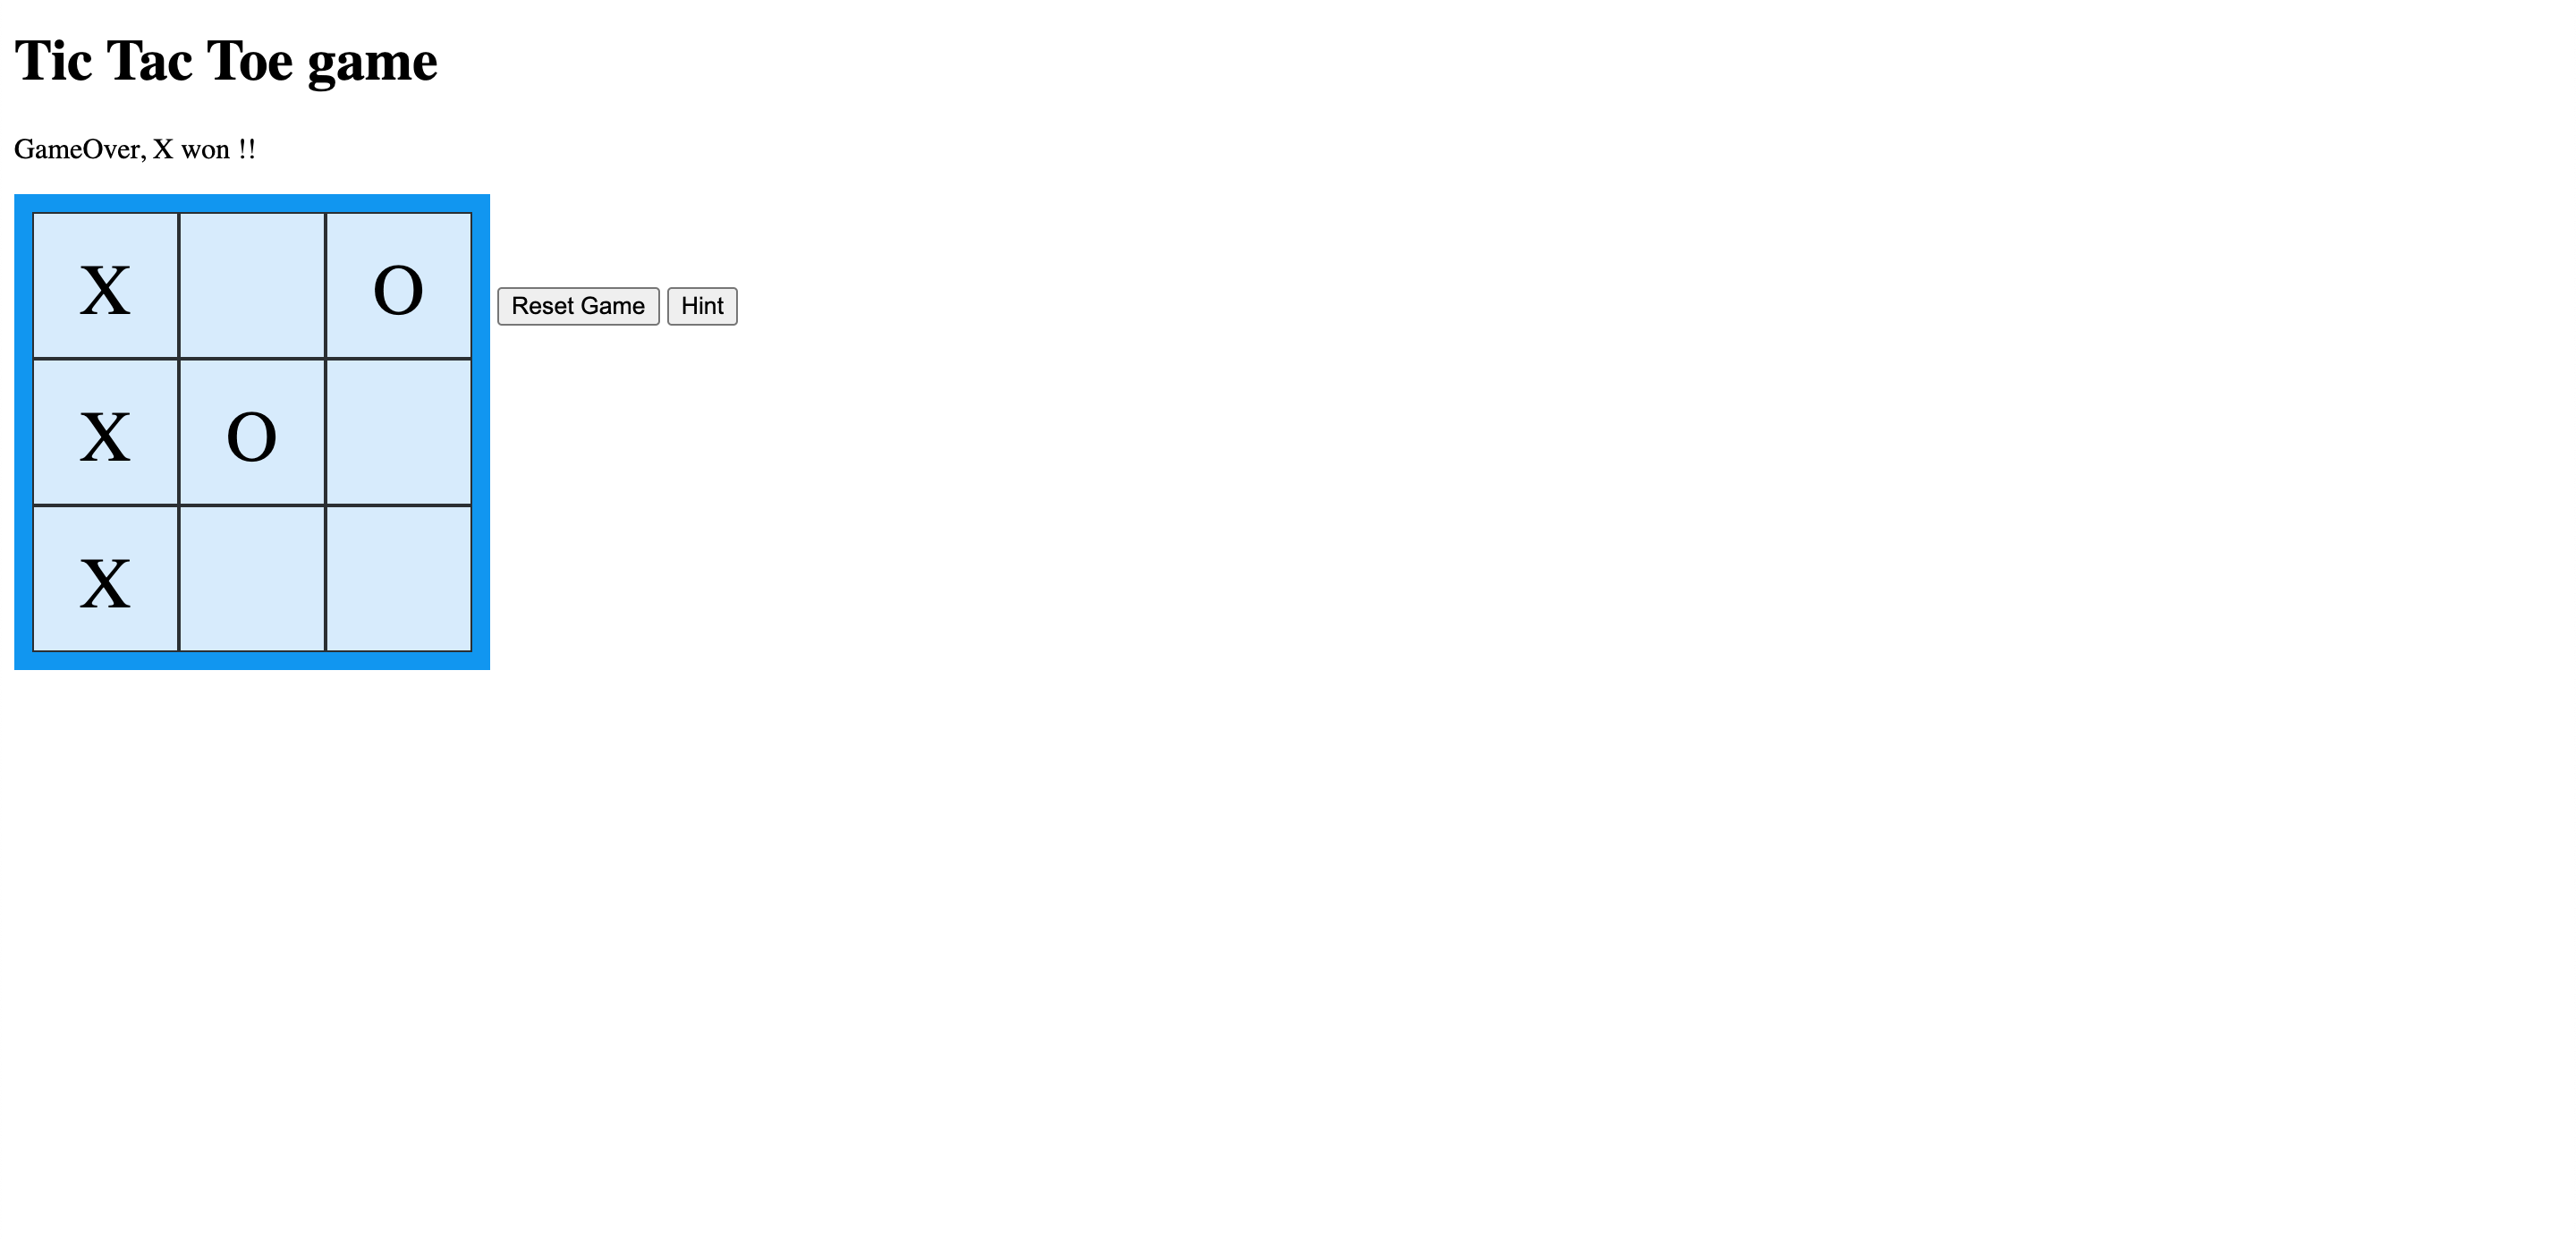 Tic Tac Toe game
GameOver, X won !!
X O
Reset Game Hint
X O
X